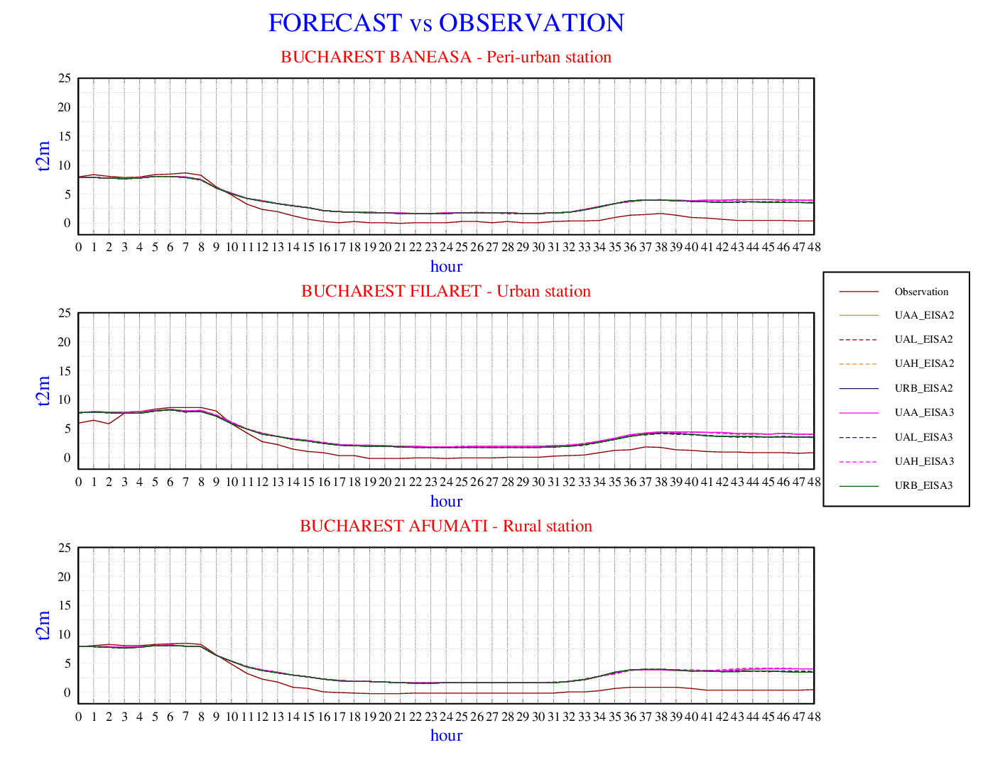 FORECAST vs OBSERVATION
BUCHAREST BANEASA - Peri-urban station
25
20
15
10
5
0
t2m
0 1 2 3 4 5 6 7 8 9 10 11 12 13 14 15 16 17 18 19 20 21 22 23 24 25 26 27 28 29 30 31 32 33 34 35 36 37 38 39 40 41 42 43 44 45 46 47 48
hour
BUCHAREST FILARET - Urban station
25
20
15
10
5
0
t2m
0 1 2 3 4 5 6 7 8 9 10 11 12 13 14 15 16 17 18 19 20 21 22 23 24 25 26 27 28 29 30 31 32 33 34 35 36 37 38 39 40 41 42 43 44 45 46 47 48
hour
Observation
UAA_EISA2
UAL_EISA2
UAH_EISA2
URB_EISA2
UAA_EISA3
UAL_EISA3
UAH_EISA3
URB_EISA3
BUCHAREST AFUMATI - Rural station
25
20
15
10
5
0
t2m
0 1 2 3 4 5 6 7 8 9 10 11 12 13 14 15 16 17 18 19 20 21 22 23 24 25 26 27 28 29 30 31 32 33 34 35 36 37 38 39 40 41 42 43 44 45 46 47 48
hour